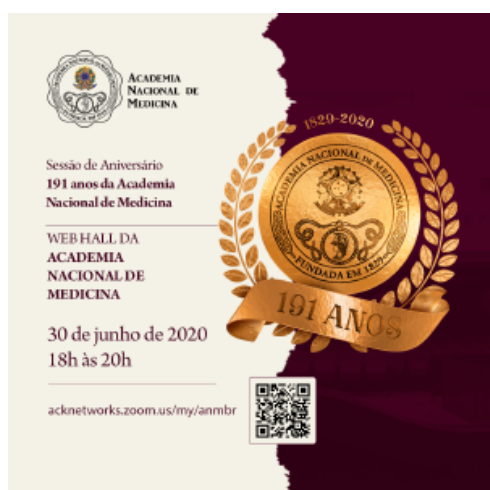 ACADEMIA
NACIONAL DE
MEDICINA
Sessão de Aniversário
191 anos da Academia
Nacional de Medicina
WEB HALL DA
ACADEMIA
NACIONAL DE
MEDICINA
30 de junho de 2020
18h às 20h
acknetworks.zoom.us/my/anmbr
1829-2020
ACADEMIA NACIONAL DE MEDICINA
FUNDADA EM 1829
191 ANOS